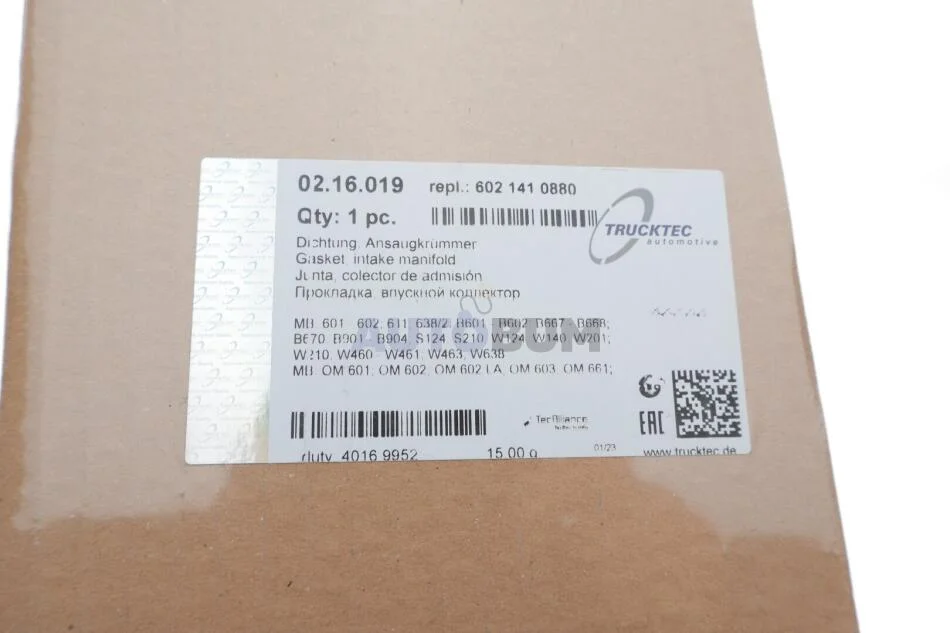 02.16.019 repl.: 602 141 0880
Qty: 1 pc.
TRUCKTEC
automotive
Dichtung, Ansaugkrümmer
Gasket, intake manifold
Junta, colector de admisión
Прокладка, впускной коллектор
MB: 601, 602, 611, 638/2, B601, B602, B667, B668,
B670, B901, B904, S124, S210, W124, W140, W201,
W210, W460, W461, W463, W638
MB: OM 601, OM 602, OM 602 LA, OM 603, OM 661,
AUTOBUM
TecAlliance
EAC
duty. 4016 9952 15.00 g 01/23 www.trucktec.de